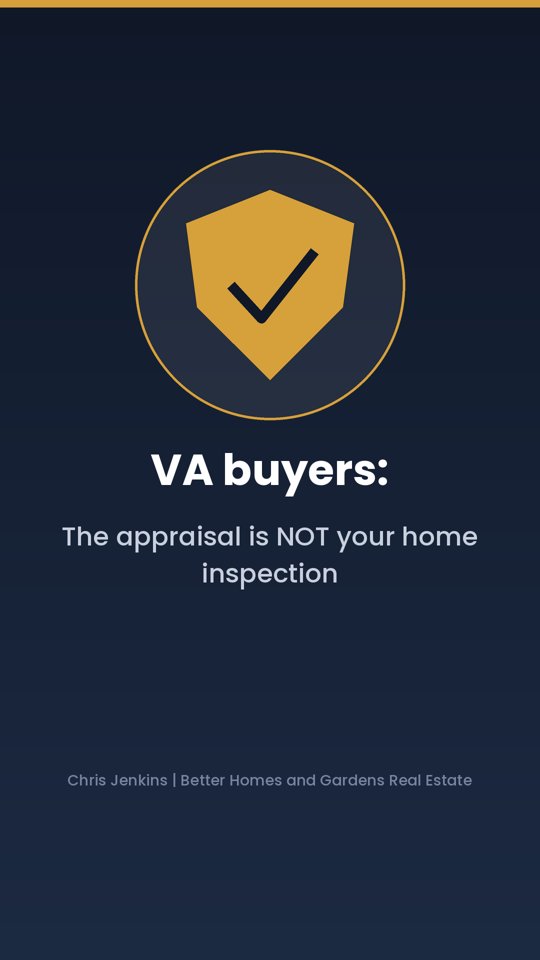 VA buyers:
The appraisal is NOT your home
inspection
Chris Jenkins | Better Homes and Gardens Real Estate